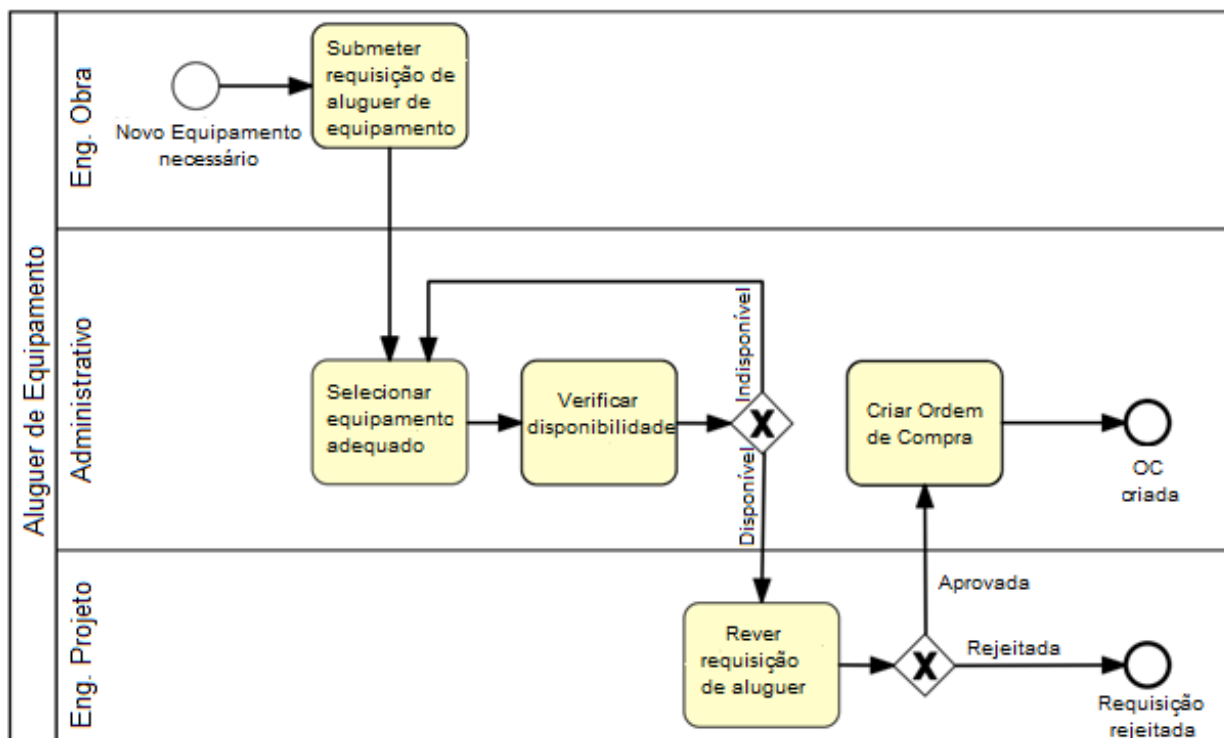 Aluguer de Equipamento
Eng. Obra
Novo Equipamento
necessário
Submeter
requisição de
aluguer de
equipamento
Administrativo
Selecionar
equipamento
adequado
Verificar
disponibilidade
Indisponível
X
Disponível
Criar Ordem
de Compra
OC
criada
Eng. Projeto
Rever
requisição
de aluguer
X
Aprovada
Rejeitada
Requisição
rejeitada